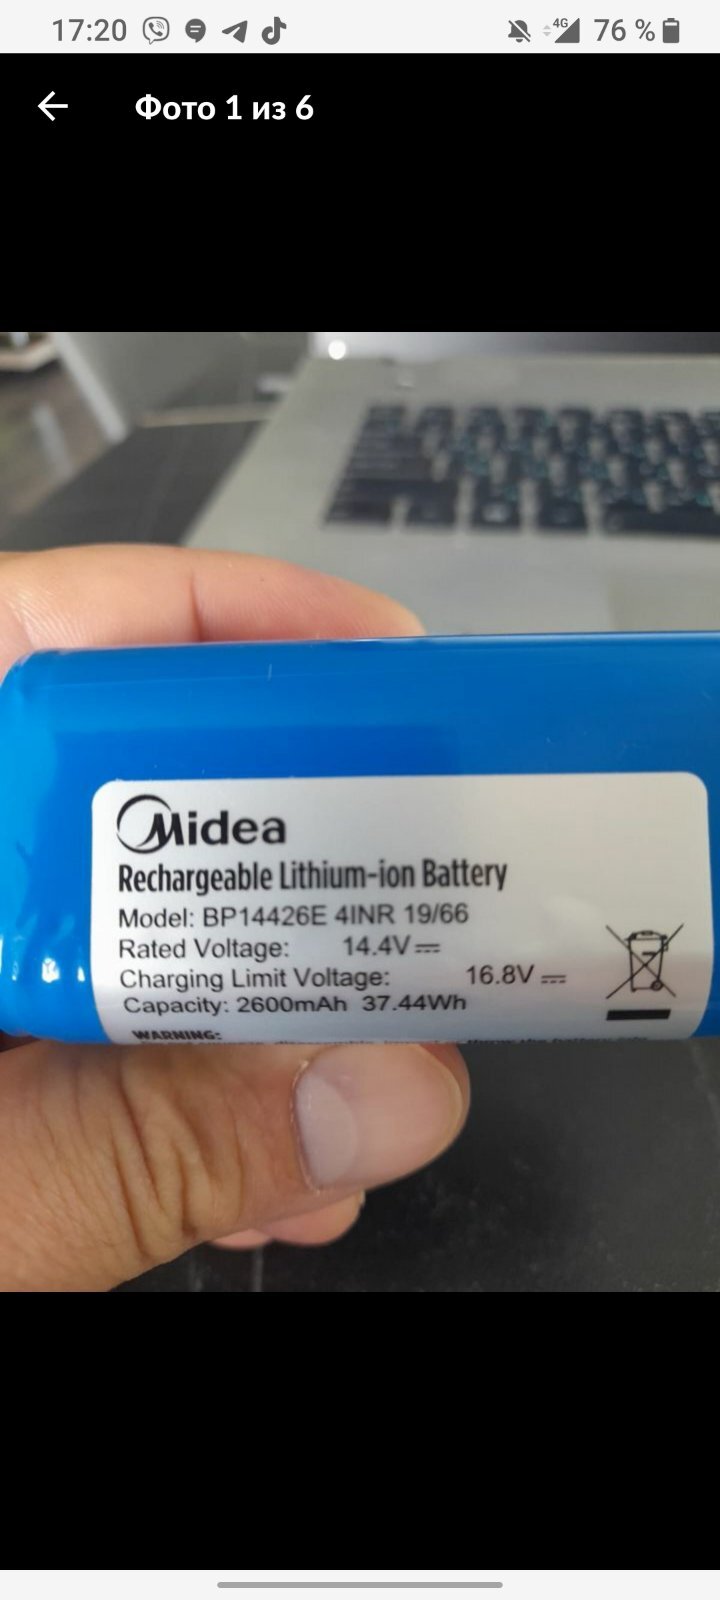 17:20 4G 76 %
Фото 1 из 6
Midea
Rechargeable Lithium-ion Battery
Model: BP14426E 4INR 19/66
Rated Voltage: 14.4V
Charging Limit Voltage: 16.8V
Capacity: 2600mAh 37.44Wh
WARNING: